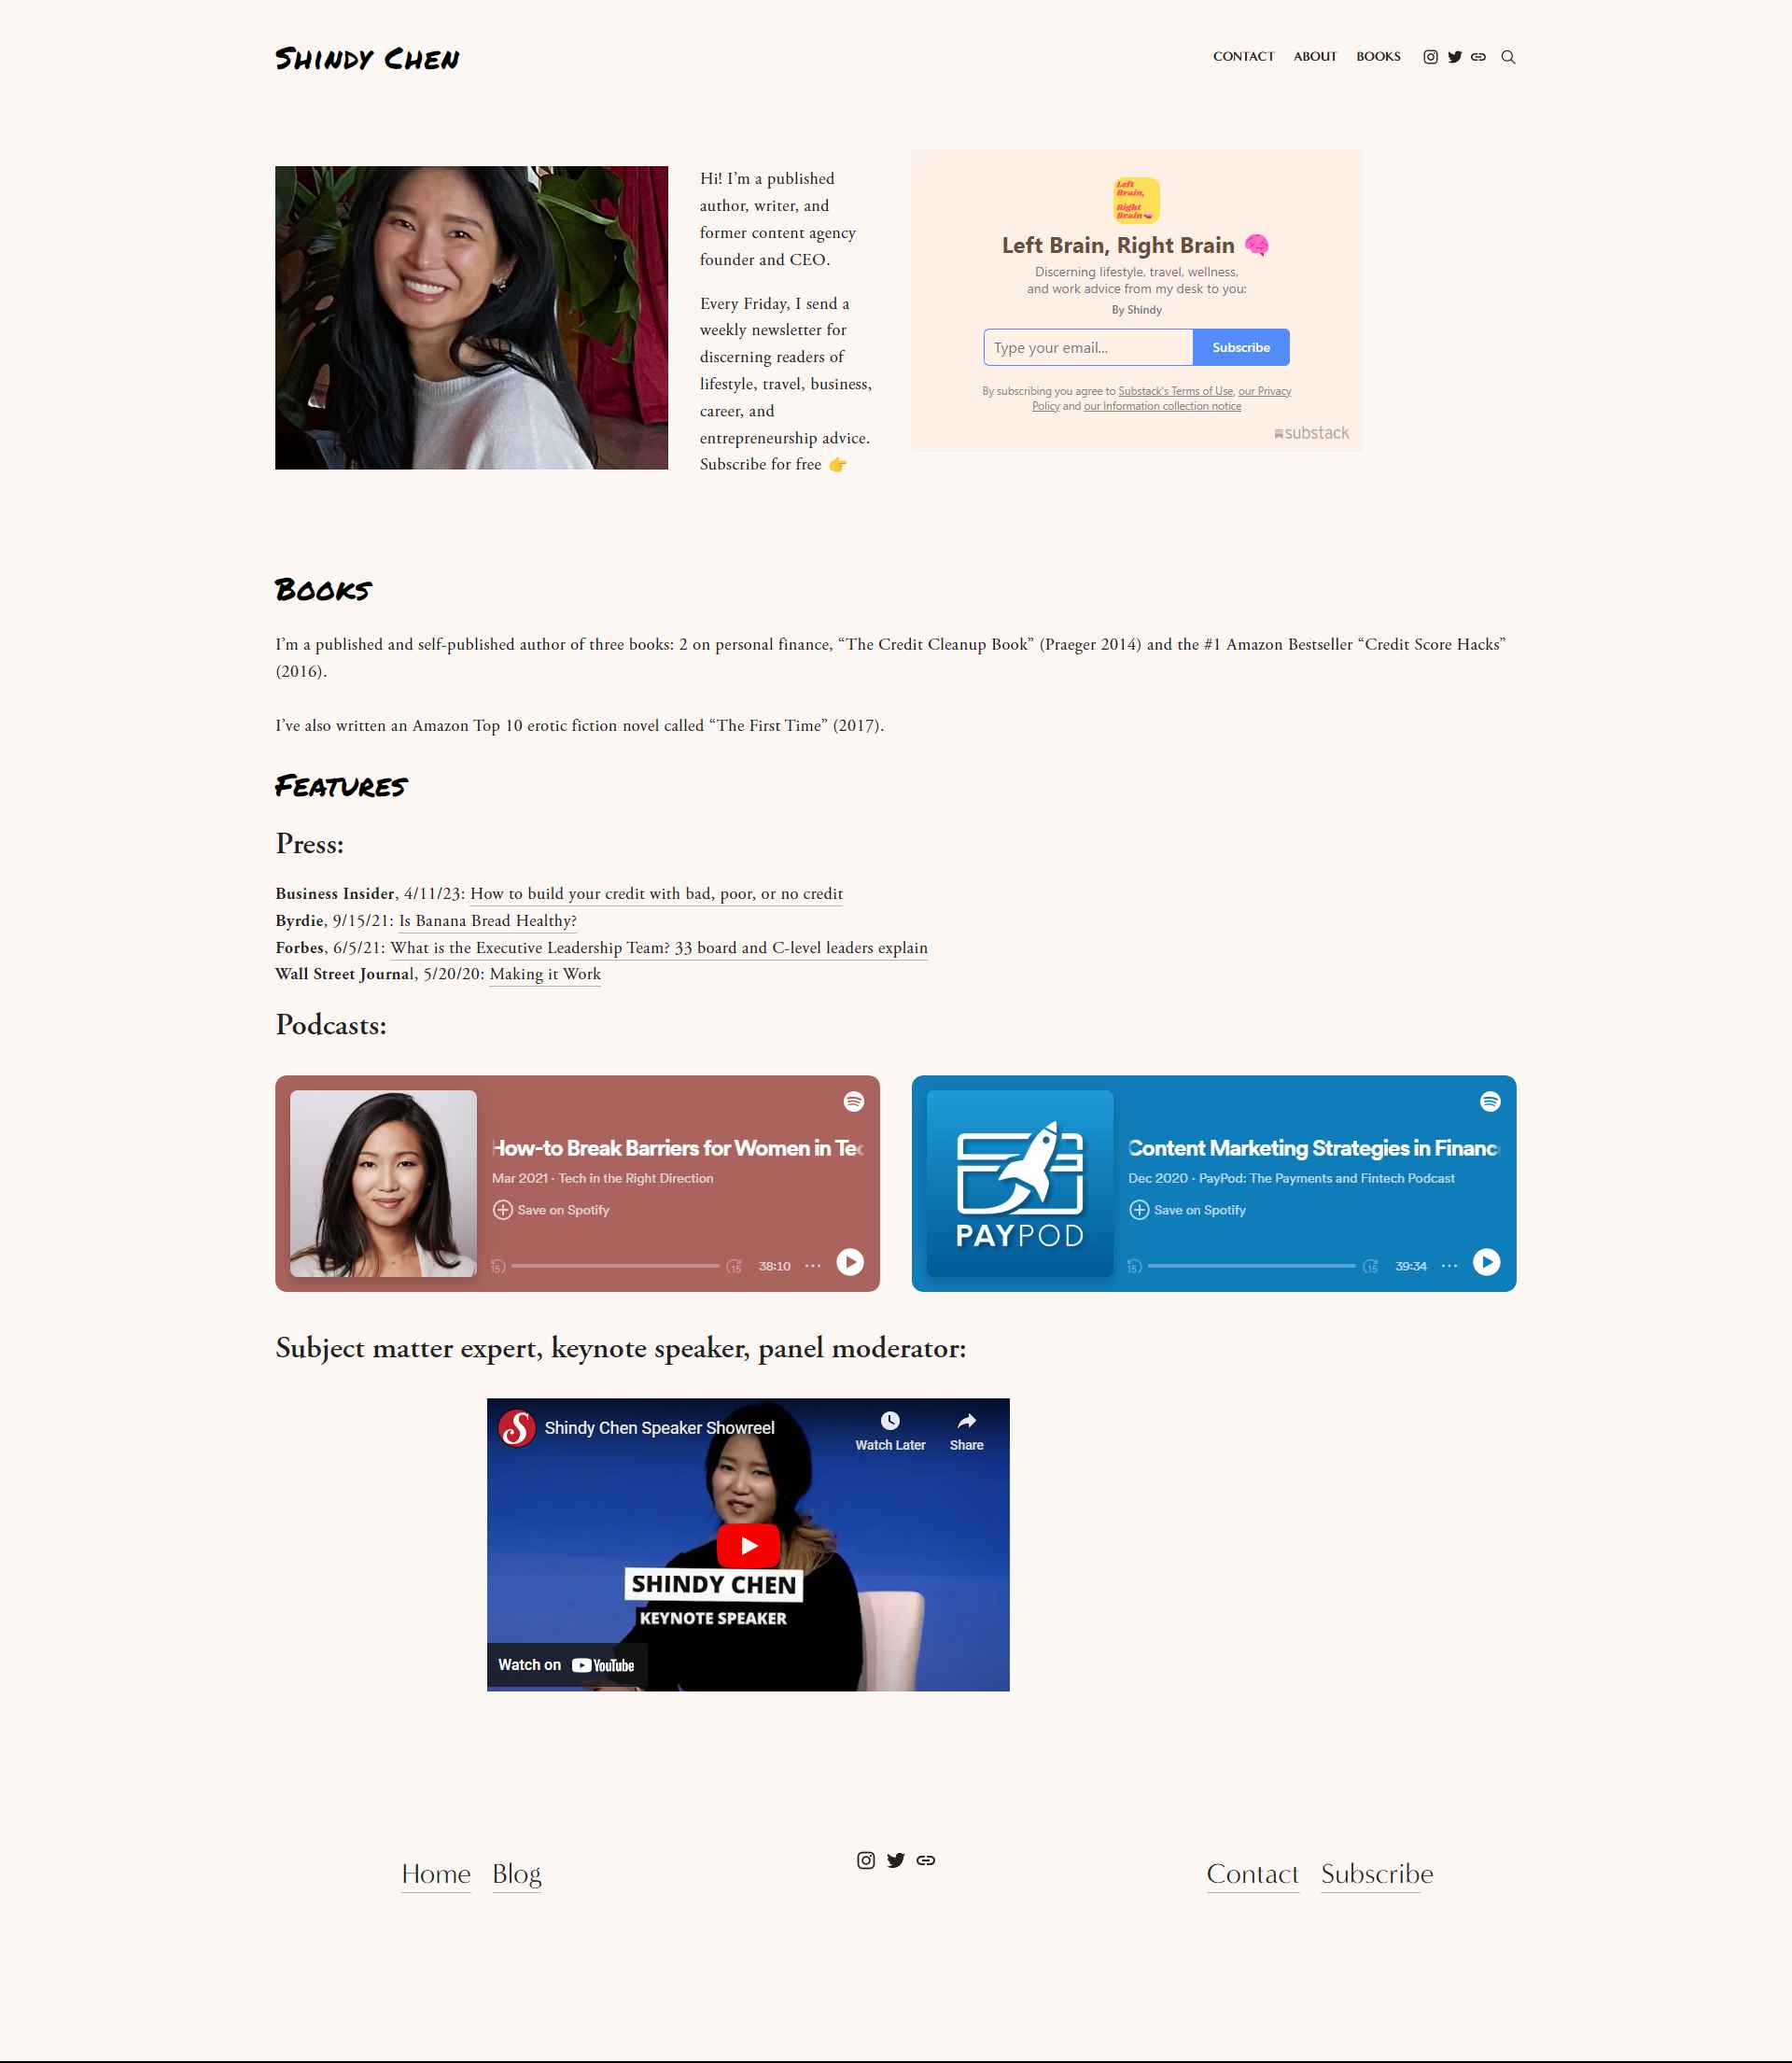 Shindy Chen
CONTACT ABOUT BOOKS
Hi! I’m a published
author, writer, and
former content agency
founder and CEO.
Every Friday, I send a
weekly newsletter for
discerning readers of
lifestyle, travel, business,
career, and
entrepreneurship advice.
Subscribe for free 👉
Left
Brain,
Right
Brain
Left Brain, Right Brain 🧠
Discerning lifestyle, travel, wellness,
and work advice from my desk to you:
By Shindy
Type your email...
Subscribe
By subscribing you agree to Substack's Terms of Use, our Privacy
Policy and our Information collection notice
substack
Books
I’m a published and self-published author of three books: 2 on personal finance, “The Credit Cleanup Book” (Praeger 2014) and the #1 Amazon Bestseller “Credit Score Hacks”
(2016).
I’ve also written an Amazon Top 10 erotic fiction novel called “The First Time” (2017).
Features
Press:
Business Insider, 4/11/23: How to build your credit with bad, poor, or no credit
Byrdie, 9/15/21: Is Banana Bread Healthy?
Forbes, 6/5/21: What is the Executive Leadership Team? 33 board and C-level leaders explain
Wall Street Journal, 5/20/20: Making it Work
Podcasts:
How-to Break Barriers for Women in Tec
Mar 2021 · Tech in the Right Direction
Save on Spotify
15 15 38:10
PAYPOD
Content Marketing Strategies in Financ
Dec 2020 · PayPod: The Payments and Fintech Podcast
Save on Spotify
15 15 39:34
Subject matter expert, keynote speaker, panel moderator:
S
Shindy Chen Speaker Showreel
Watch Later Share
SHINDY CHEN
KEYNOTE SPEAKER
Watch on YouTube
Home Blog
Contact Subscribe